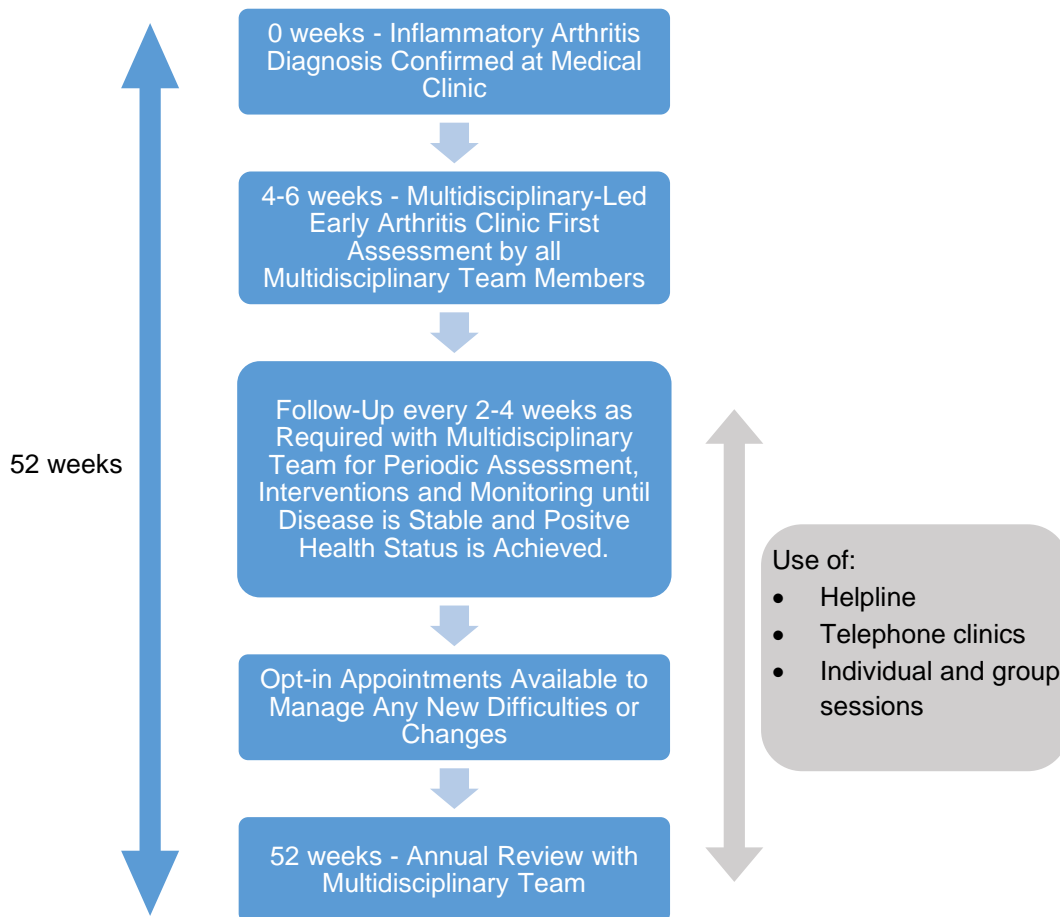 0 weeks - Inflammatory Arthritis
Diagnosis Confirmed at Medical
Clinic
4-6 weeks - Multidisciplinary-Led
Early Arthritis Clinic First
Assessment by all
Multidisciplinary Team Members
Follow-Up every 2-4 weeks as
Required with Multidisciplinary
Team for Periodic Assessment,
Interventions and Monitoring until
Disease is Stable and Positve
Health Status is Achieved.
52 weeks
Use of:
• Helpline
• Telephone clinics
• Individual and group
sessions
Opt-in Appointments Available to
Manage Any New Difficulties or
Changes
52 weeks - Annual Review with
Multidisciplinary Team